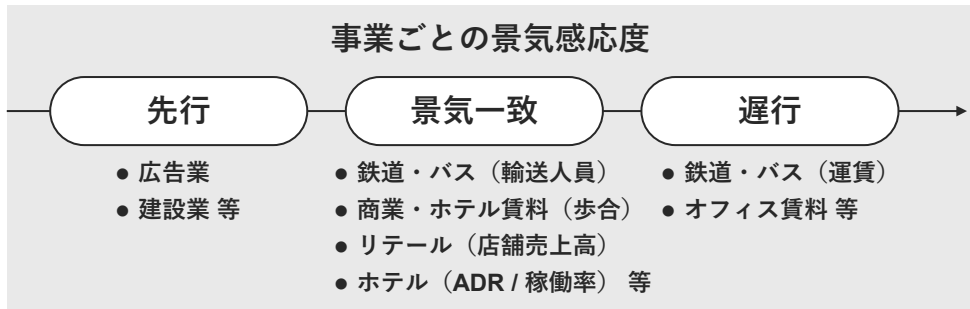 事業ごとの景気感応度
先行
● 広告業
● 建設業 等
景気一致
● 鉄道・バス（輸送人員）
● 商業・ホテル賃料（歩合）
● リテール（店舗売上高）
● ホテル（ADR / 稼働率） 等
遅行
● 鉄道・バス（運賃）
● オフィス賃料 等